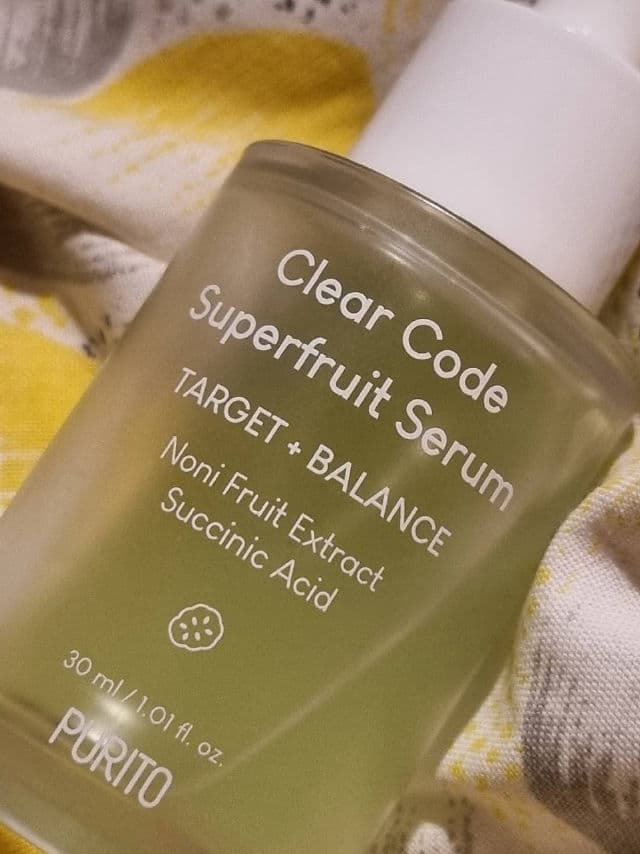 Clear Code
Superfruit Serum
TARGET + BALANCE
Noni Fruit Extract
Succinic Acid
30 ml / 1.01 fl. oz.
PURITO